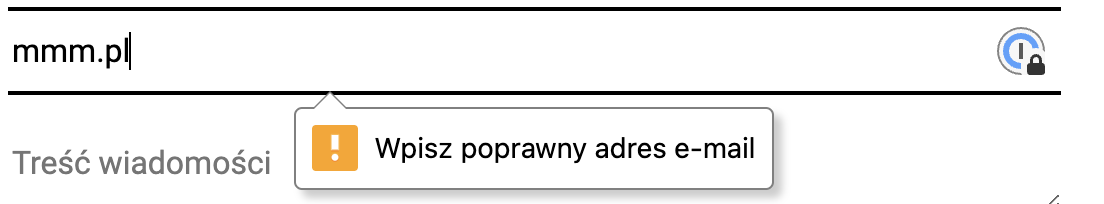 mmm.pl
Wpisz poprawny adres e-mail
Treść wiadomości